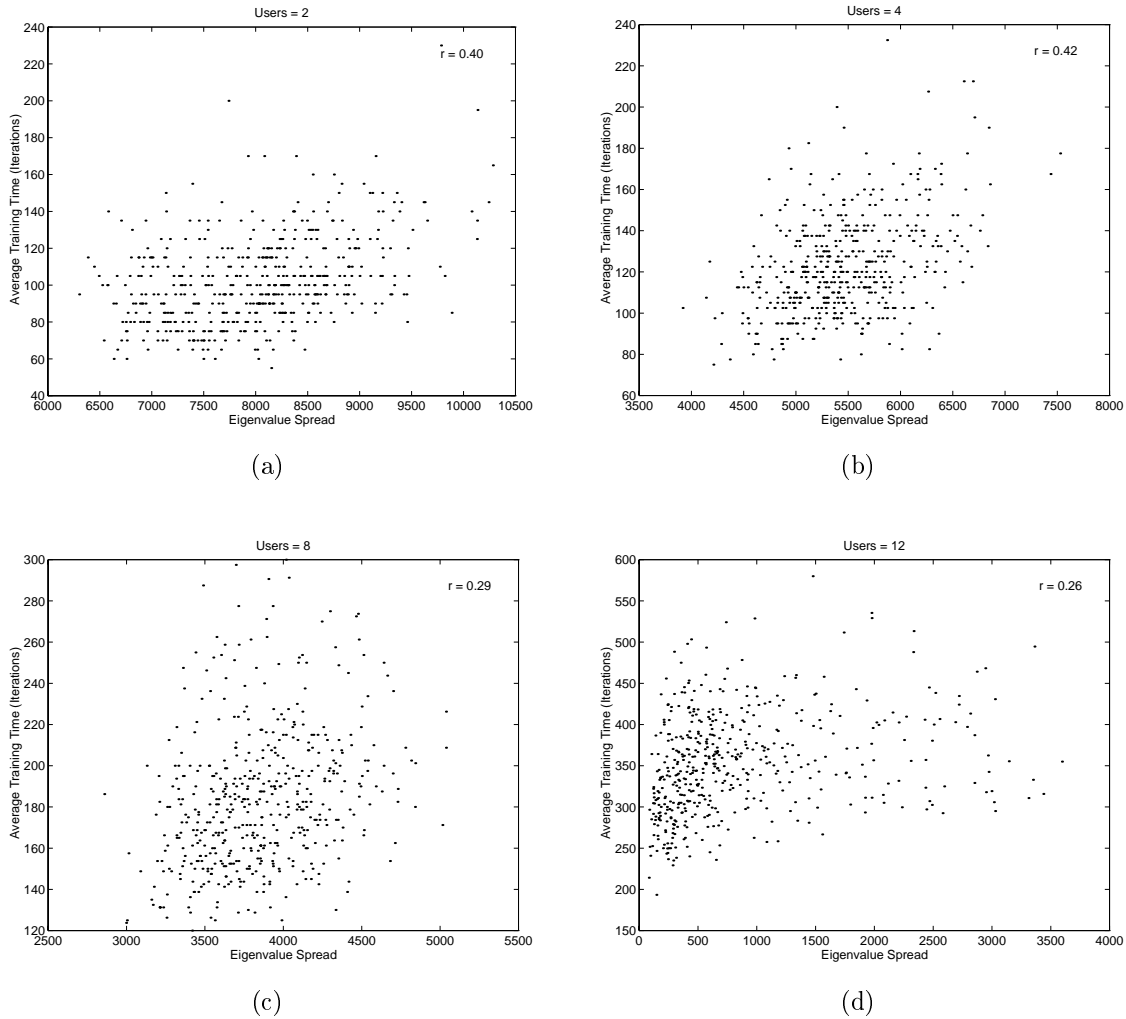 Users = 2
r = 0.40
Average Training Time (Iterations)
240
220
200
180
160
140
120
100
80
60
40
6000 6500 7000 7500 8000 8500 9000 9500 10000 10500
Eigenvalue Spread
(a)
Users = 4
r = 0.42
Average Training Time (Iterations)
240
220
200
180
160
140
120
100
80
60
3500 4000 4500 5000 5500 6000 6500 7000 7500 8000
Eigenvalue Spread
(b)
Users = 8
r = 0.29
Average Training Time (Iterations)
300
280
260
240
220
200
180
160
140
120
2500 3000 3500 4000 4500 5000 5500
Eigenvalue Spread
(c)
Users = 12
r = 0.26
Average Training Time (Iterations)
600
550
500
450
400
350
300
250
200
150
0 500 1000 1500 2000 2500 3000 3500 4000
Eigenvalue Spread
(d)